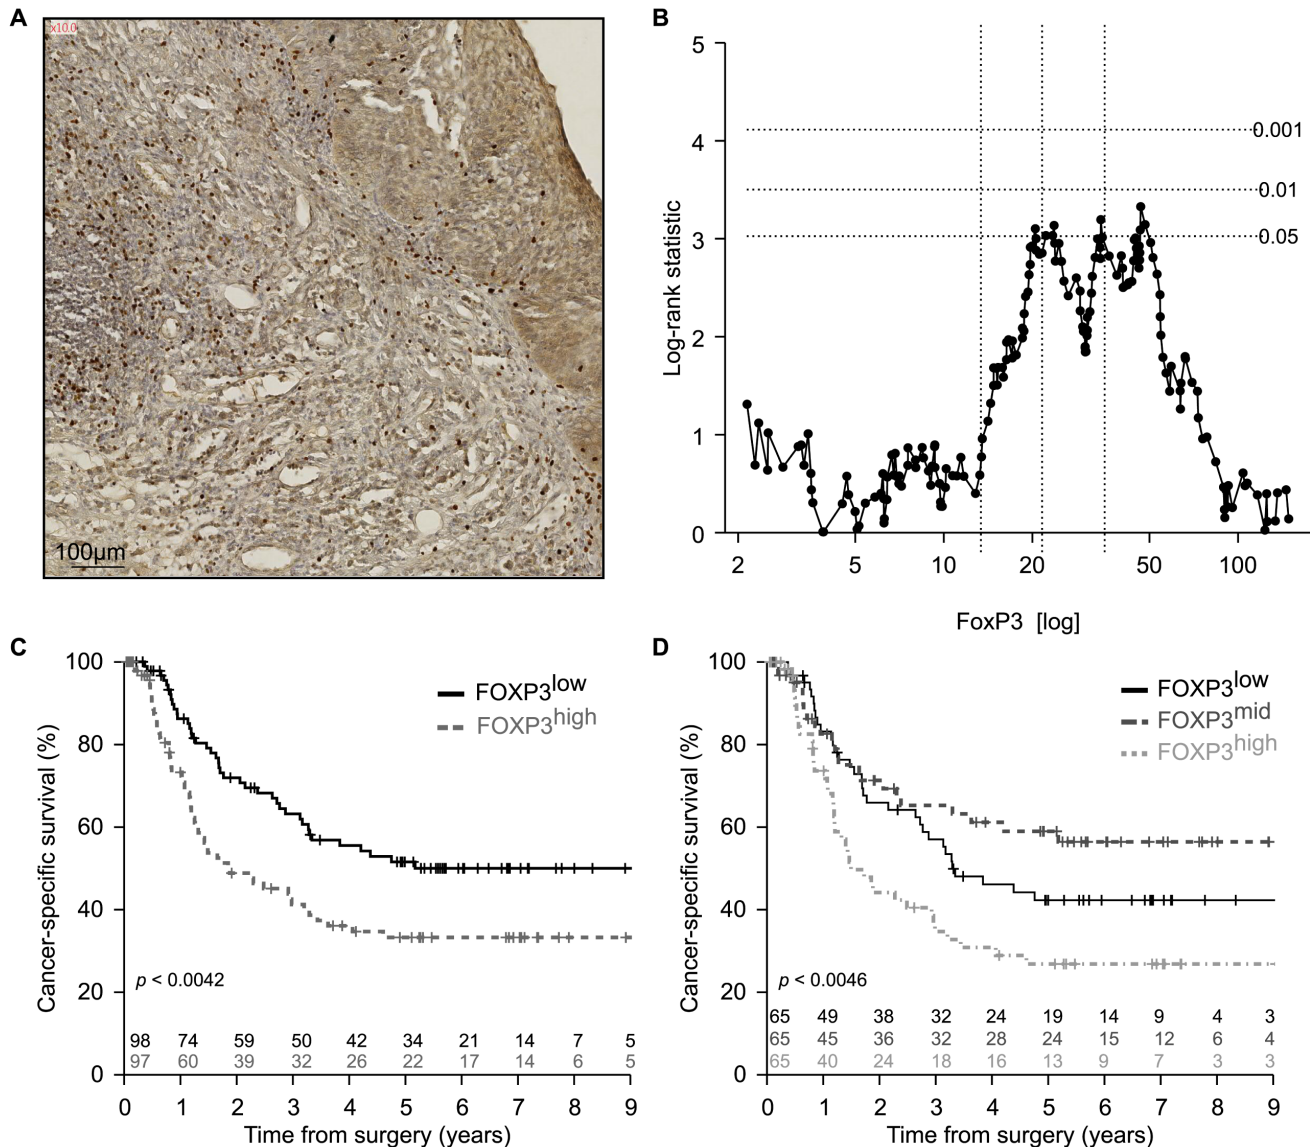 A
x10.0
100µm
B
5
4
3
2
1
0
Log-rank statistic
0.001
0.01
0.05
2 5 10 20 50 100
FoxP3 [log]
C
100
80
60
40
20
0
Cancer-specific survival (%)
FOXP3low
FOXP3high
p < 0.0042
98 74 59 50 42 34 21 14 7 5
97 60 39 32 26 22 17 14 6 5
0 1 2 3 4 5 6 7 8 9
Time from surgery (years)
D
100
80
60
40
20
0
Cancer-specific survival (%)
FOXP3low
FOXP3mid
FOXP3high
p < 0.0046
65 49 38 32 24 19 14 9 4 3
65 45 36 32 28 24 15 12 6 4
65 40 24 18 16 13 9 7 3 3
0 1 2 3 4 5 6 7 8 9
Time from surgery (years)